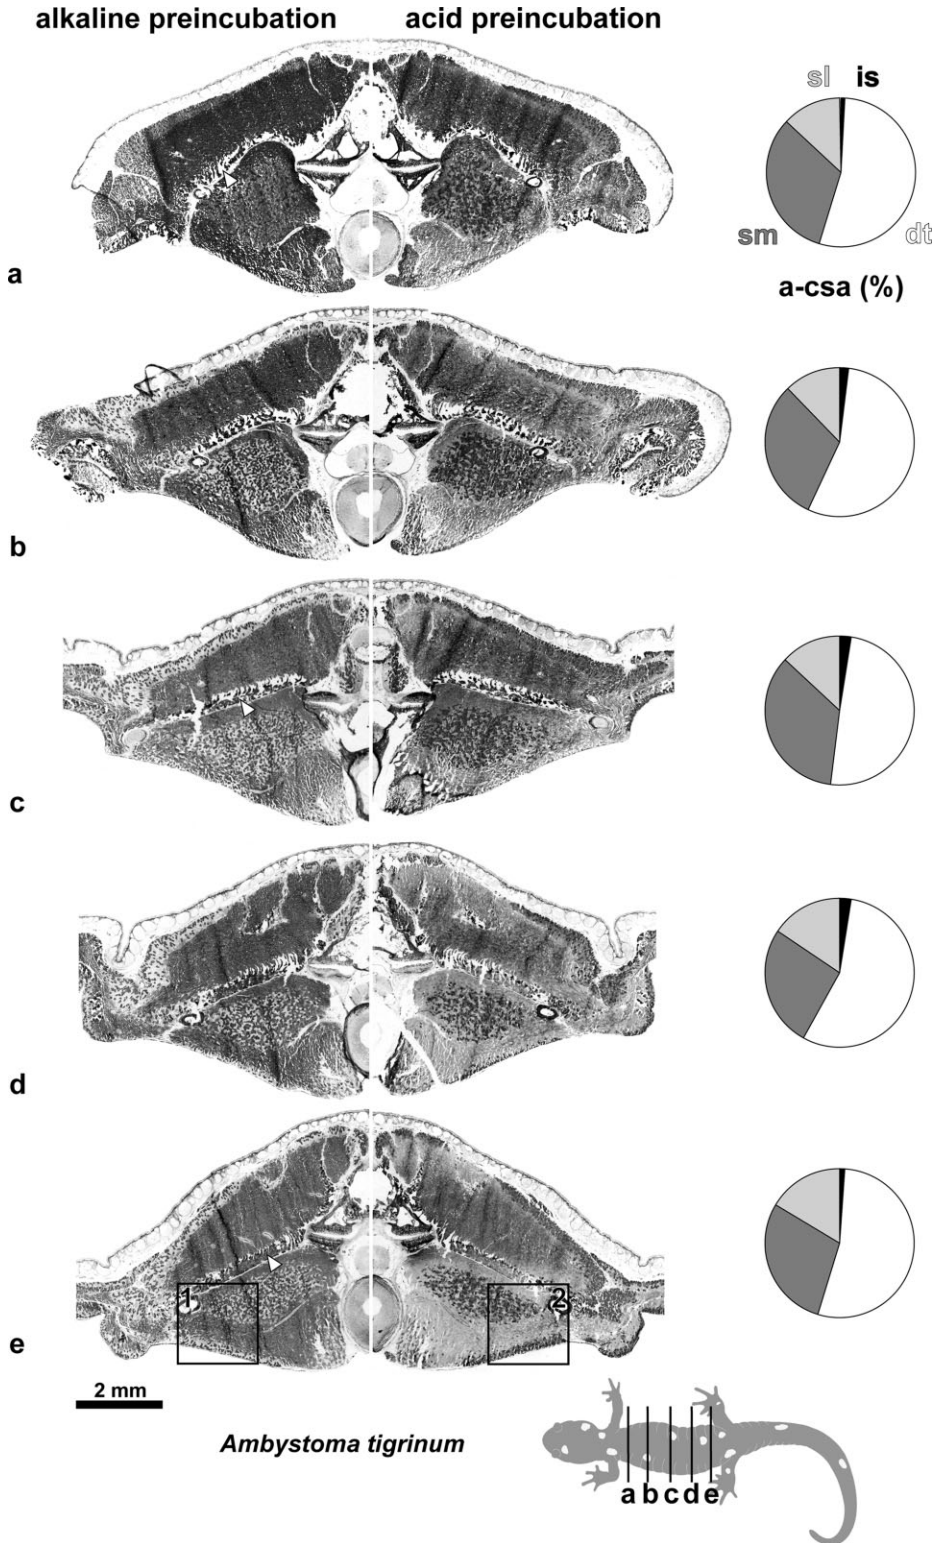 alkaline preincubation
acid preincubation
sl is
sm dt
a
a-csa (%)
b
c
d
1 2
e
2 mm
Ambystoma tigrinum
a b c d e